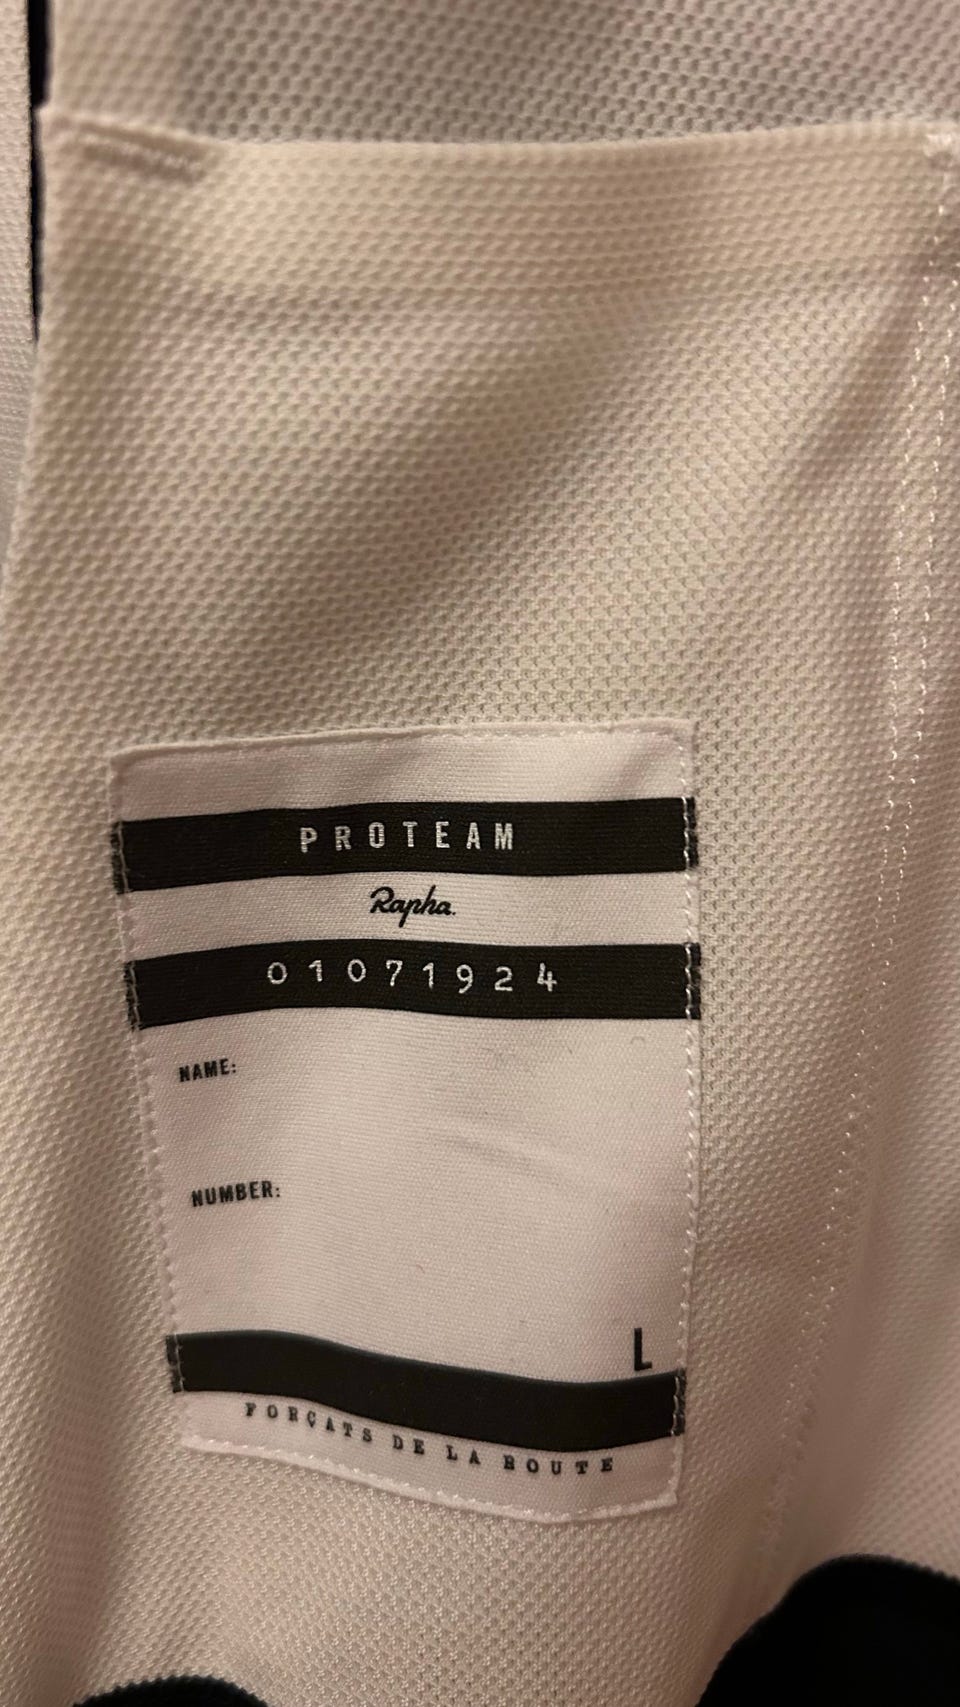 PROTEAM
Rapha.
01071924
NAME:
NUMBER:
L
FORÇATS DE LA ROUTE